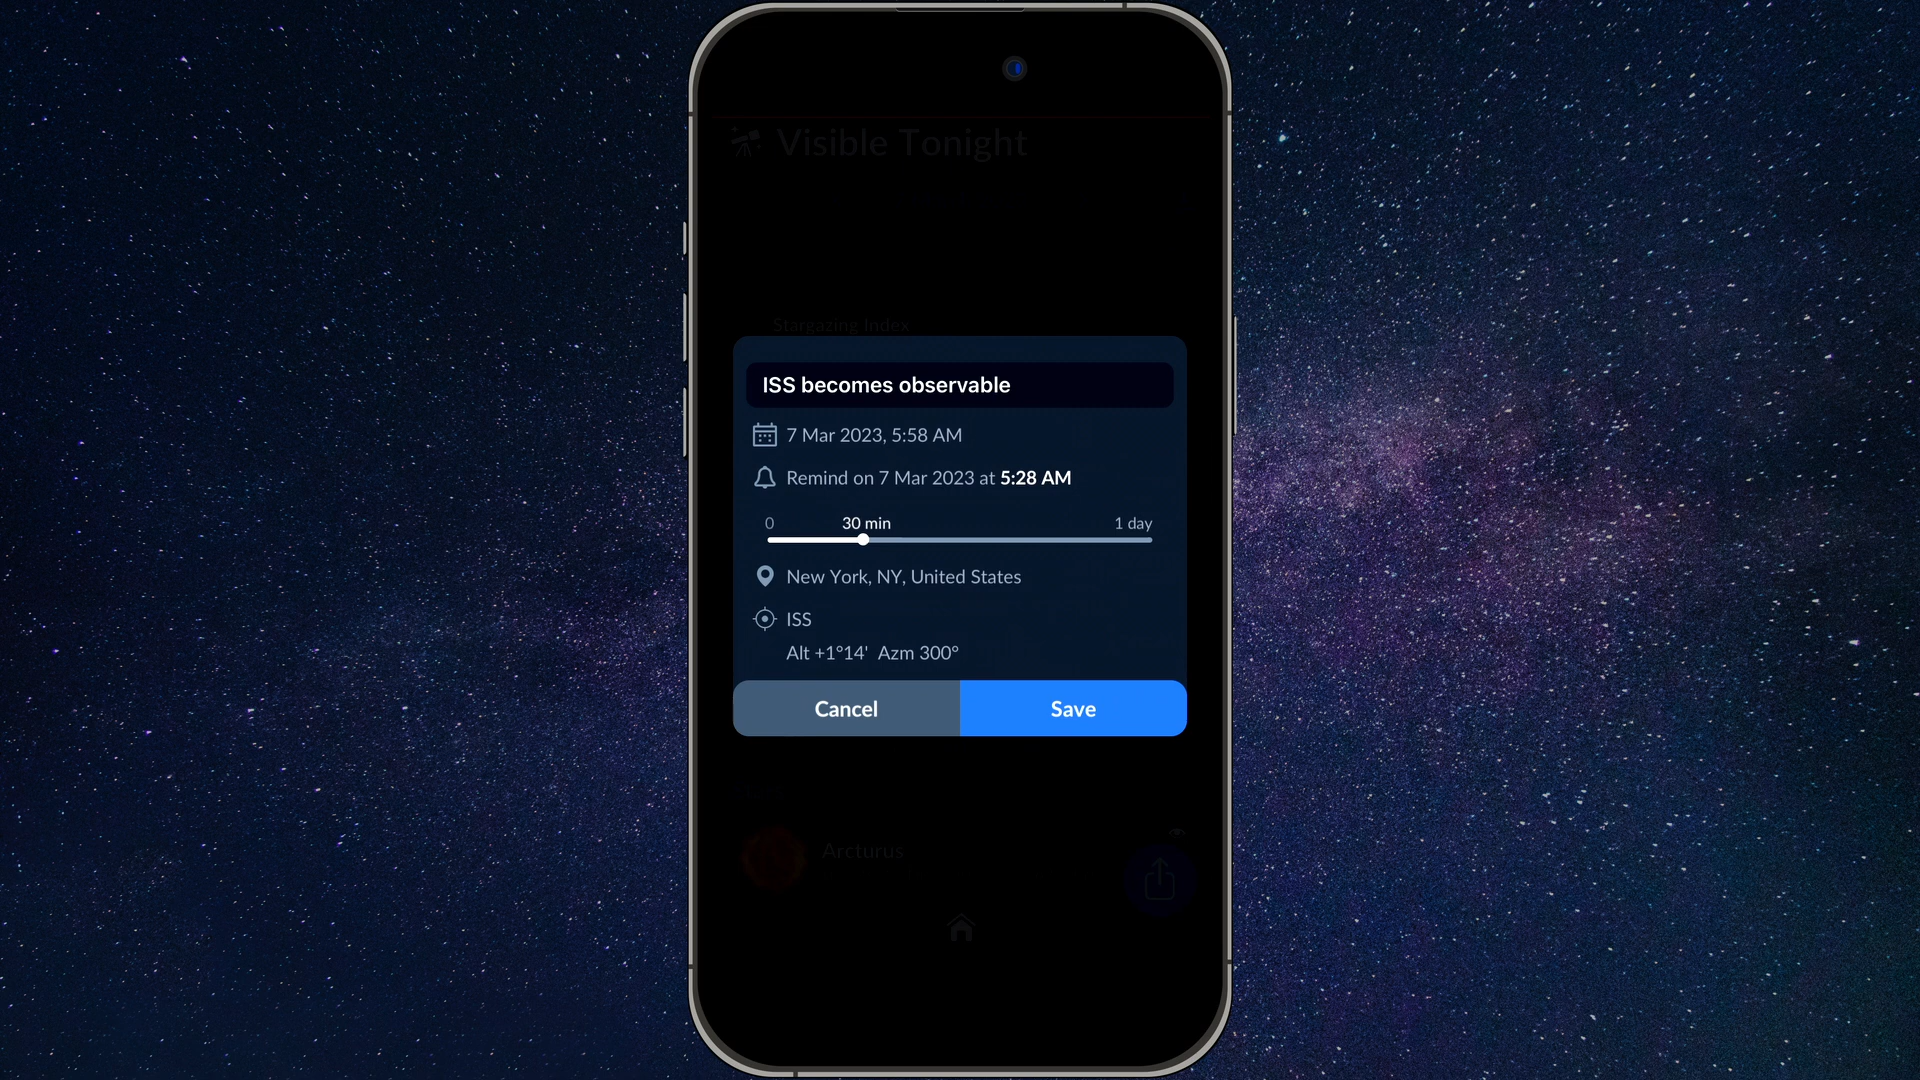 Visible Tonight
Stargazing Index
ISS becomes observable
7 Mar 2023, 5:58 AM
Remind on 7 Mar 2023 at 5:28 AM
0 30 min 1 day
New York, NY, United States
ISS
Alt +1°14' Azm 300°
Cancel Save
Arcturus